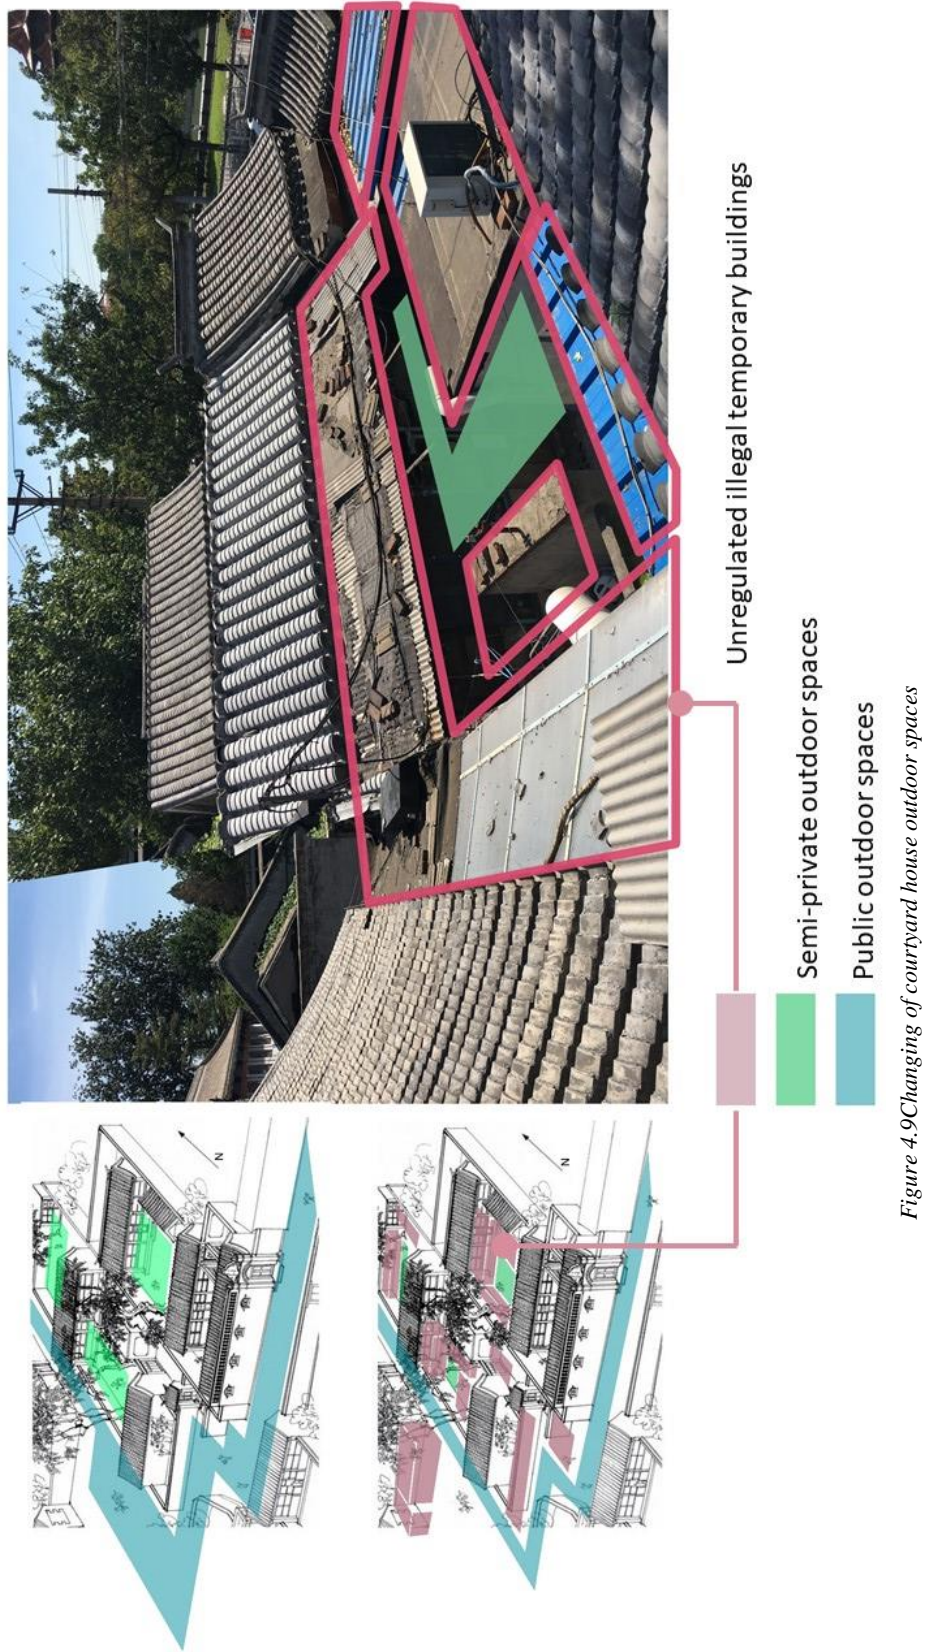 N
N
Unregulated illegal temporary buildings
Semi-private outdoor spaces
Public outdoor spaces
Figure 4.9Changing of courtyard house outdoor spaces